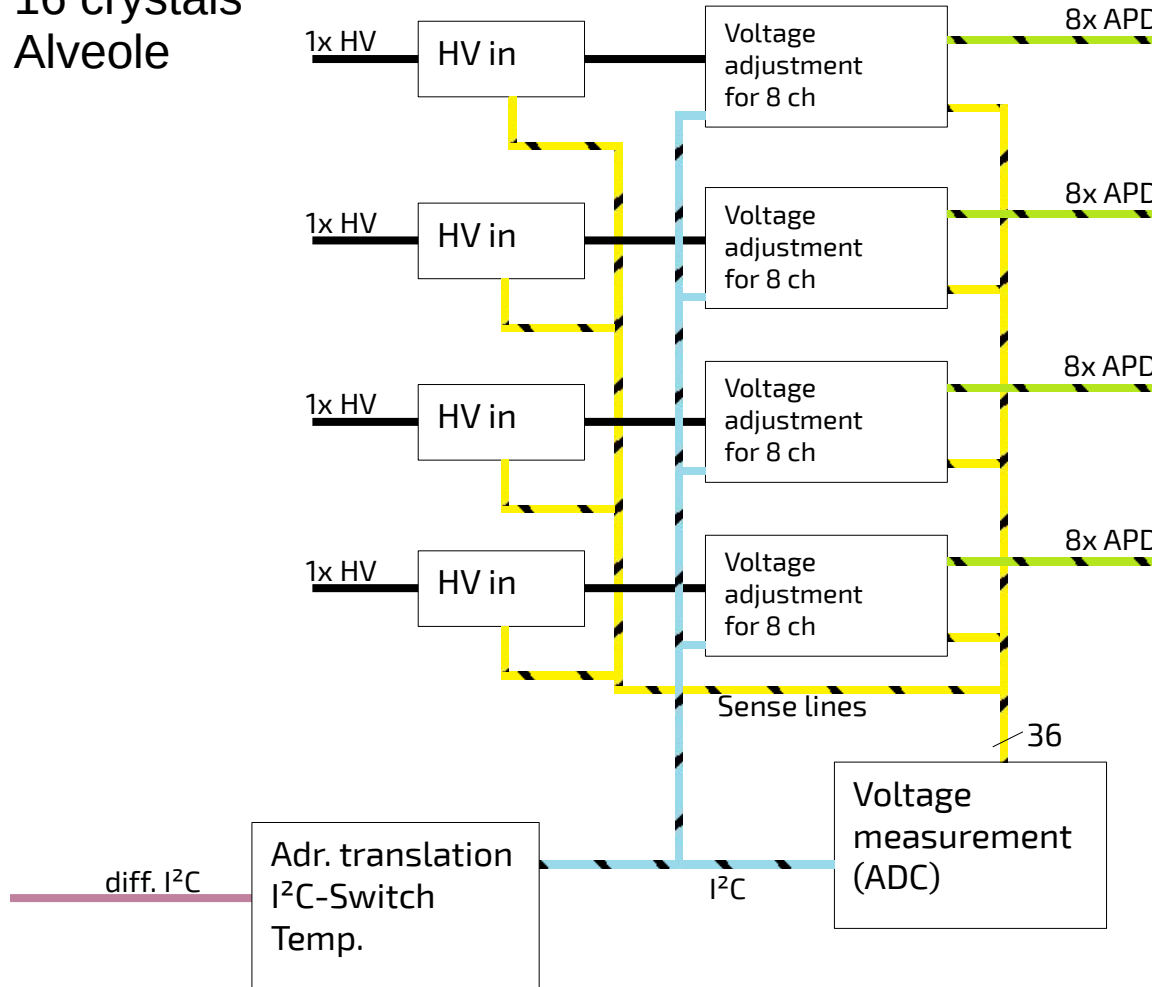 16 crystals
Alveole
1x HV
HV in
Voltage
adjustment
for 8 ch
8x APD
1x HV
HV in
Voltage
adjustment
for 8 ch
8x APD
1x HV
HV in
Voltage
adjustment
for 8 ch
8x APD
1x HV
HV in
Voltage
adjustment
for 8 ch
8x APD
Sense lines
36
Voltage
measurement
(ADC)
Adr. translation
I²C-Switch
Temp.
diff. I²C
I²C